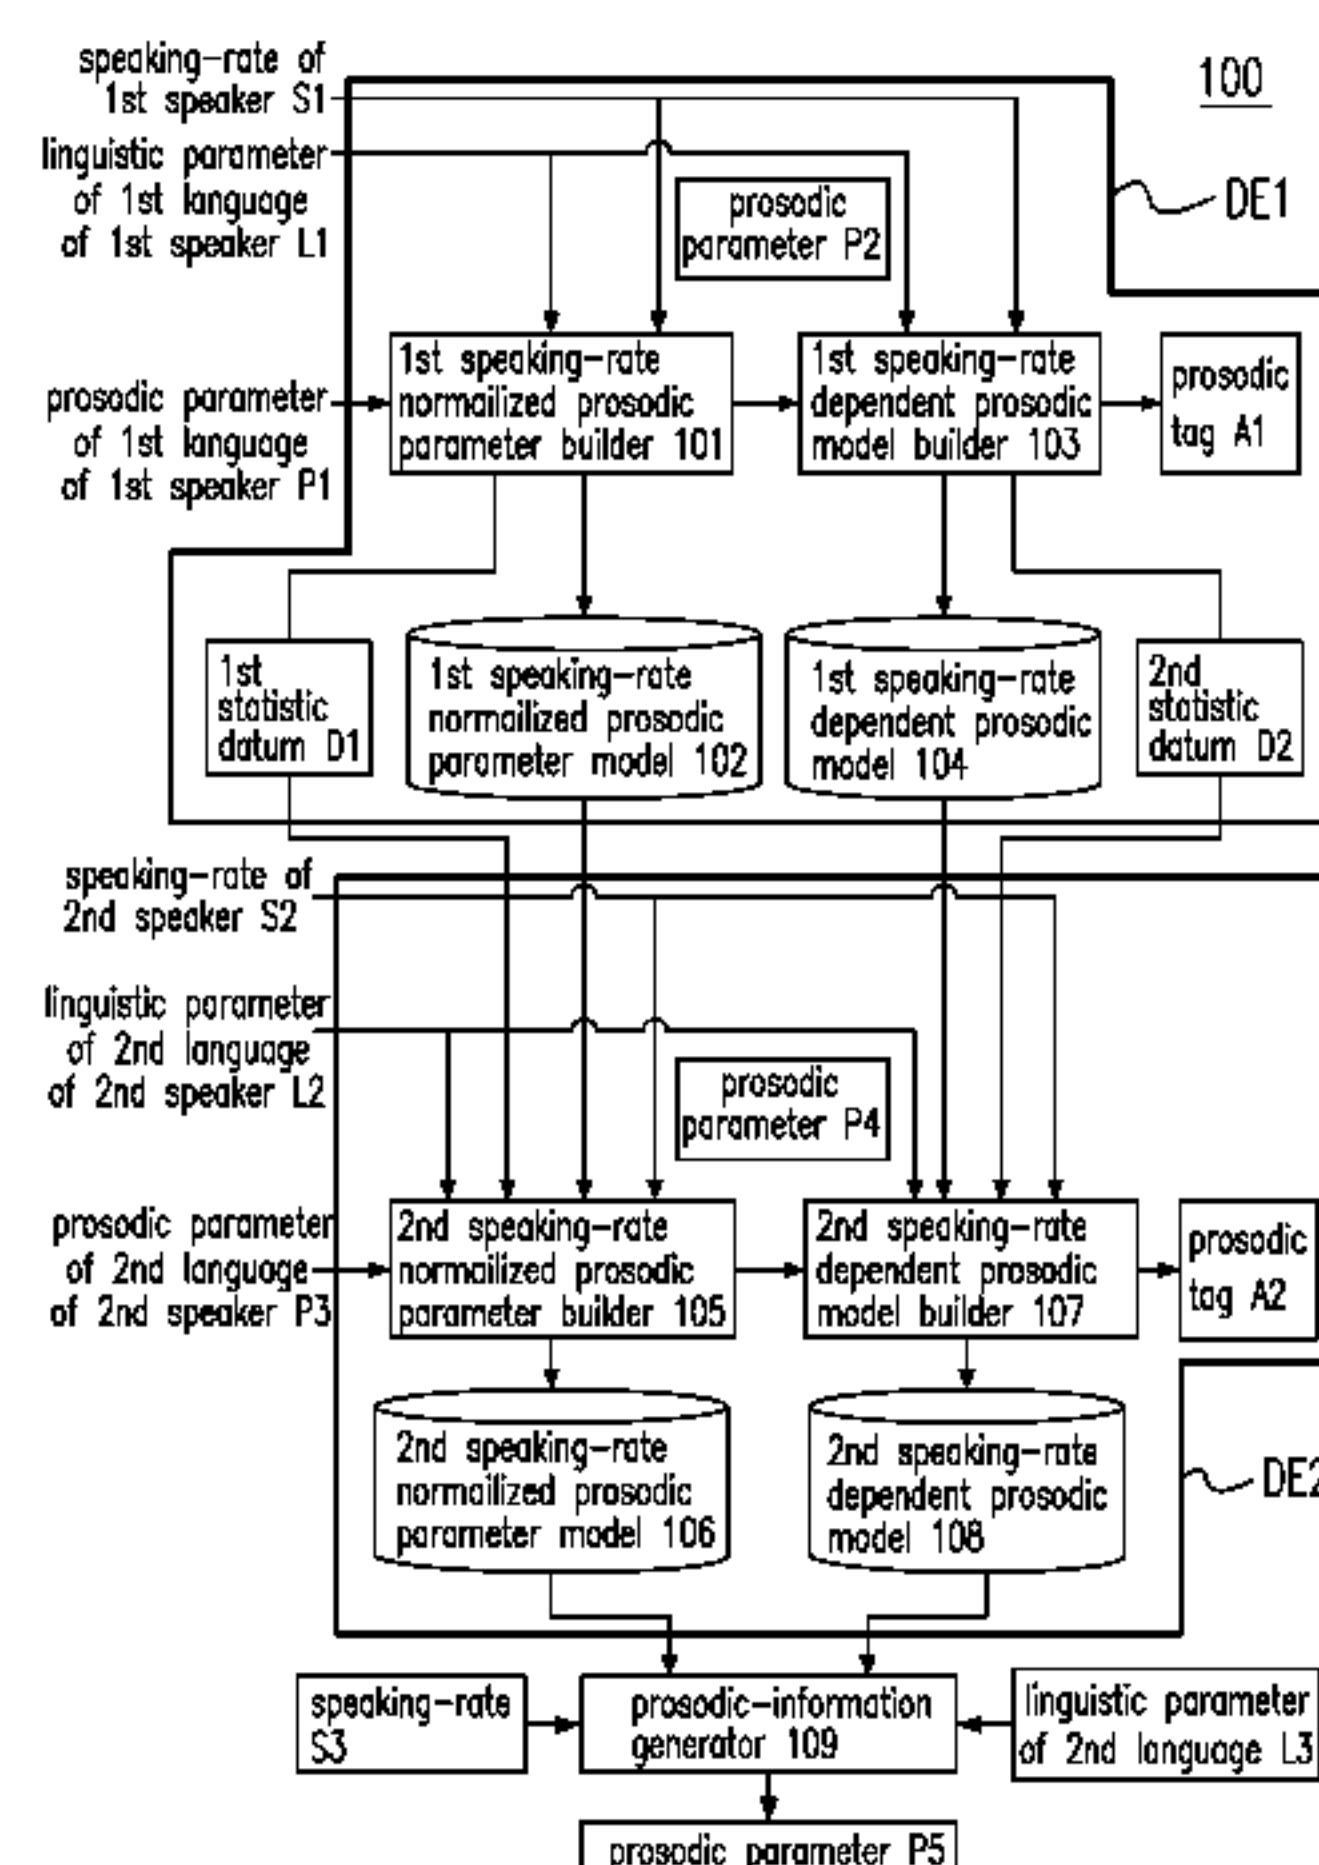 speaking-rate of
1st speaker S1
100
linguistic parameter
of 1st language
of 1st speaker L1
prosodic
parameter P2
DE1
prosodic parameter
of 1st language
of 1st speaker P1
1st speaking-rate
normailized prosodic
parameter builder 101
1st speaking-rate
dependent prosodic
model builder 103
prosodic
tag A1
1st
statistic
datum D1
1st speaking-rate
normailized prosodic
parameter model 102
1st speaking-rate
dependent prosodic
model 104
2nd
statistic
datum D2
speaking-rate of
2nd speaker S2
linguistic parameter
of 2nd language
of 2nd speaker L2
prosodic
parameter P4
prosodic parameter
of 2nd language
of 2nd speaker P3
2nd speaking-rate
normailized prosodic
parameter builder 105
2nd speaking-rate
dependent prosodic
model builder 107
prosodic
tag A2
2nd speaking-rate
normailized prosodic
parameter model 106
2nd speaking-rate
dependent prosodic
model 108
DE2
speaking-rate
S3
prosodic-information
generator 109
linguistic parameter
of 2nd language L3
prosodic parameter P5